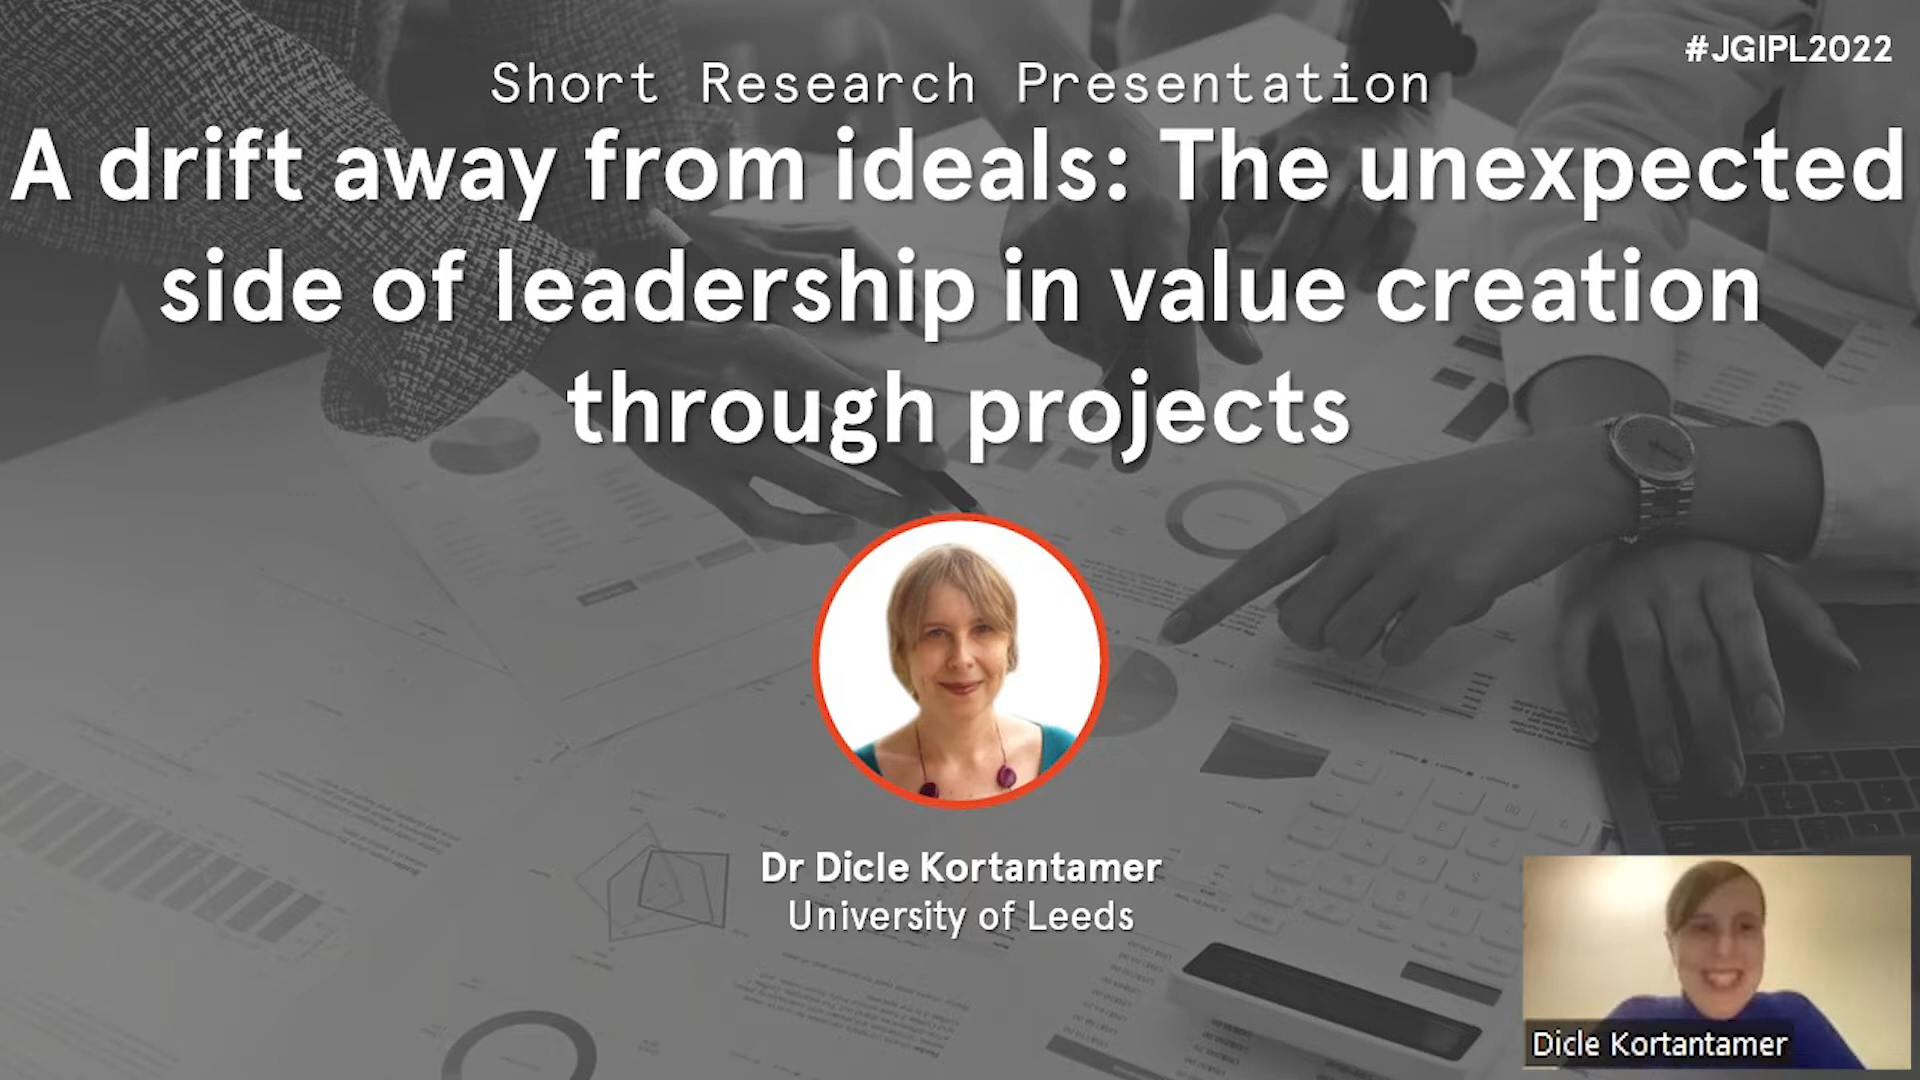 #JGIPL2022
Short Research Presentation
A drift away from ideals: The unexpected
side of leadership in value creation
through projects
Dr Dicle Kortantamer
University of Leeds
Dicle Kortantamer